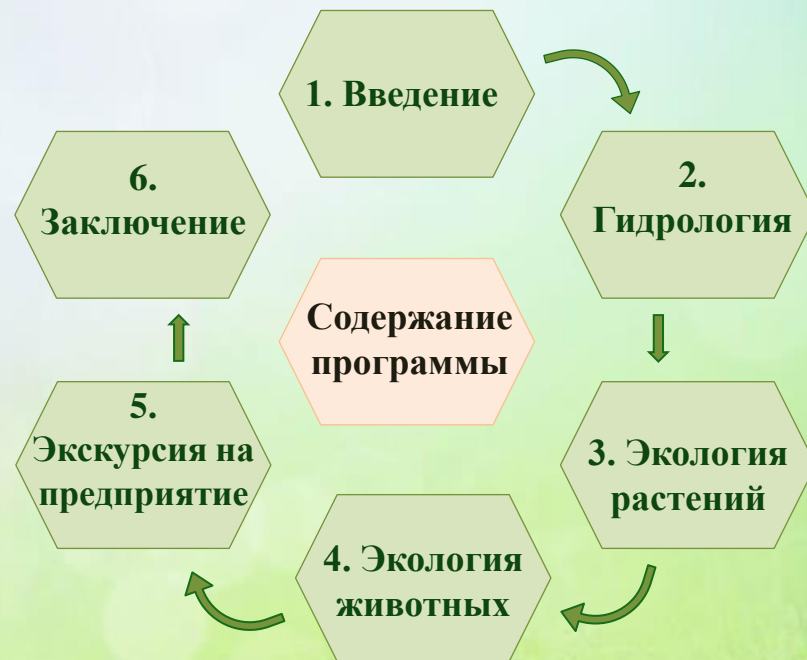 1. Введение
2.
Гидрология
3. Экология
растений
4. Экология
животных
5.
Экскурсия на
предприятие
6.
Заключение
Содержание
программы